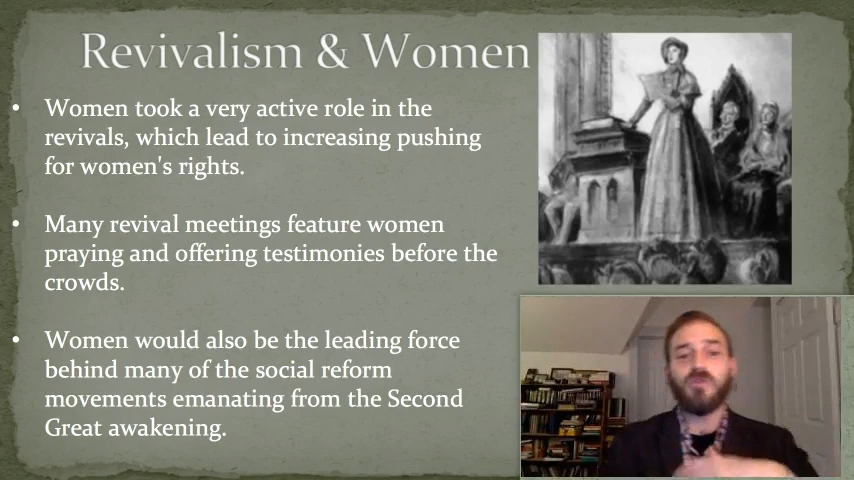 Revivalism & Women
• Women took a very active role in the
revivals, which lead to increasing pushing
for women's rights.
• Many revival meetings feature women
praying and offering testimonies before the
crowds.
• Women would also be the leading force
behind many of the social reform
movements emanating from the Second
Great awakening.